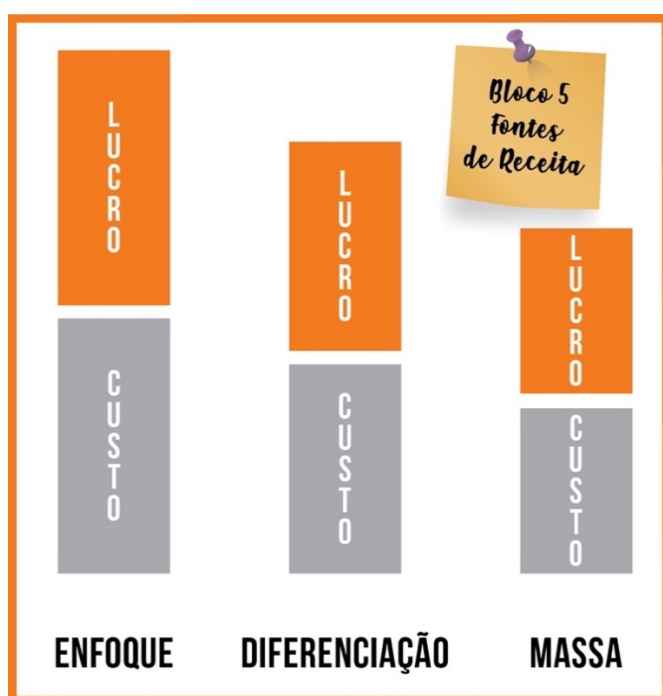 Bloco 5
Fontes
de Receita
LUCRO
LUCRO
LUCRO
CUSTO
CUSTO
CUSTO
ENFOQUE
DIFERENCIAÇÃO
MASSA